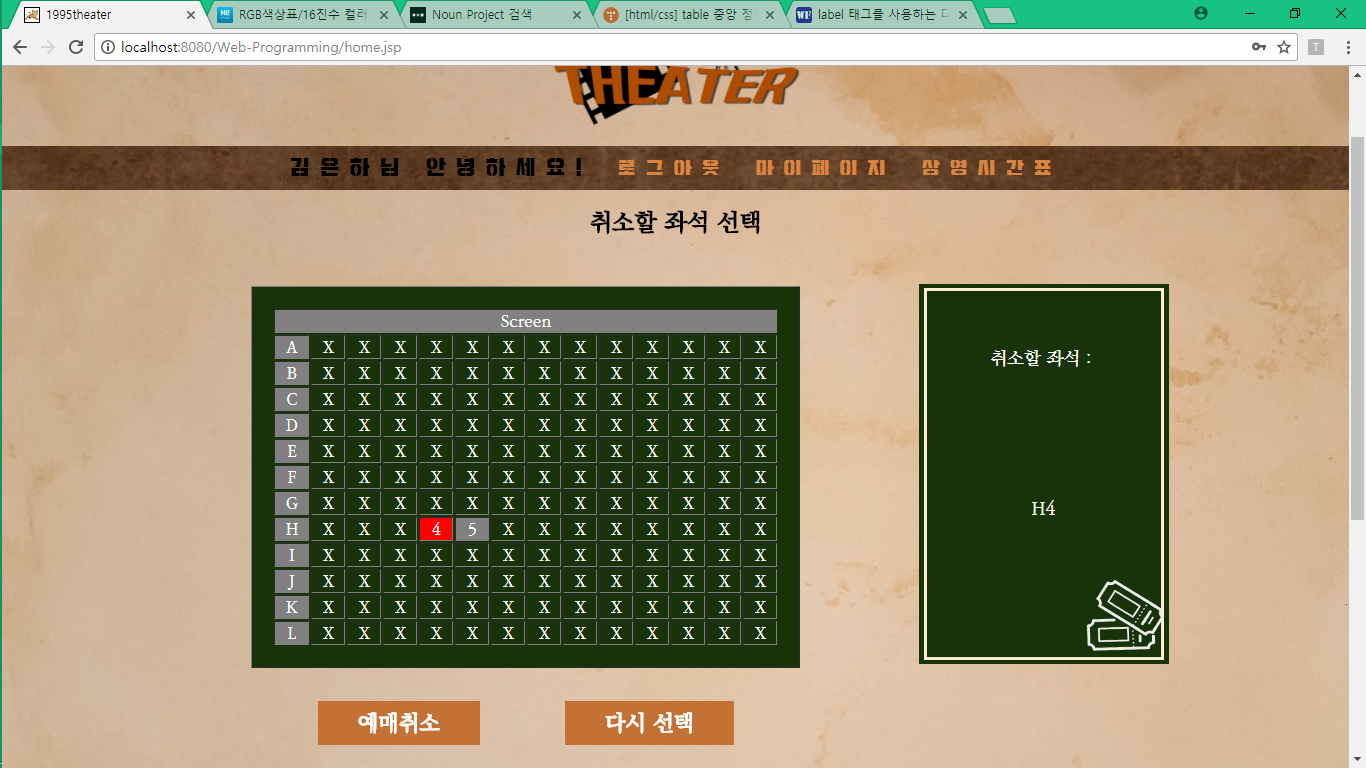 1995theater
RGB색상표/16진수 컬러
Noun Project 검색
[html/css] table 중앙 정
label 태그를 사용하는 
localhost:8080/Web-Programming/home.jsp
T
THEATER
김은하님 안녕하세요! 로그아웃 마이페이지 상영시간표
취소할 좌석 선택
Screen
A X X X X X X X X X X X X X
B X X X X X X X X X X X X X
C X X X X X X X X X X X X X
D X X X X X X X X X X X X X
E X X X X X X X X X X X X X
F X X X X X X X X X X X X X
G X X X X X X X X X X X X X
H X X X 4 5 X X X X X X X X
I X X X X X X X X X X X X X
J X X X X X X X X X X X X X
K X X X X X X X X X X X X X
L X X X X X X X X X X X X X
취소할 좌석 :
H4
예매취소
다시 선택